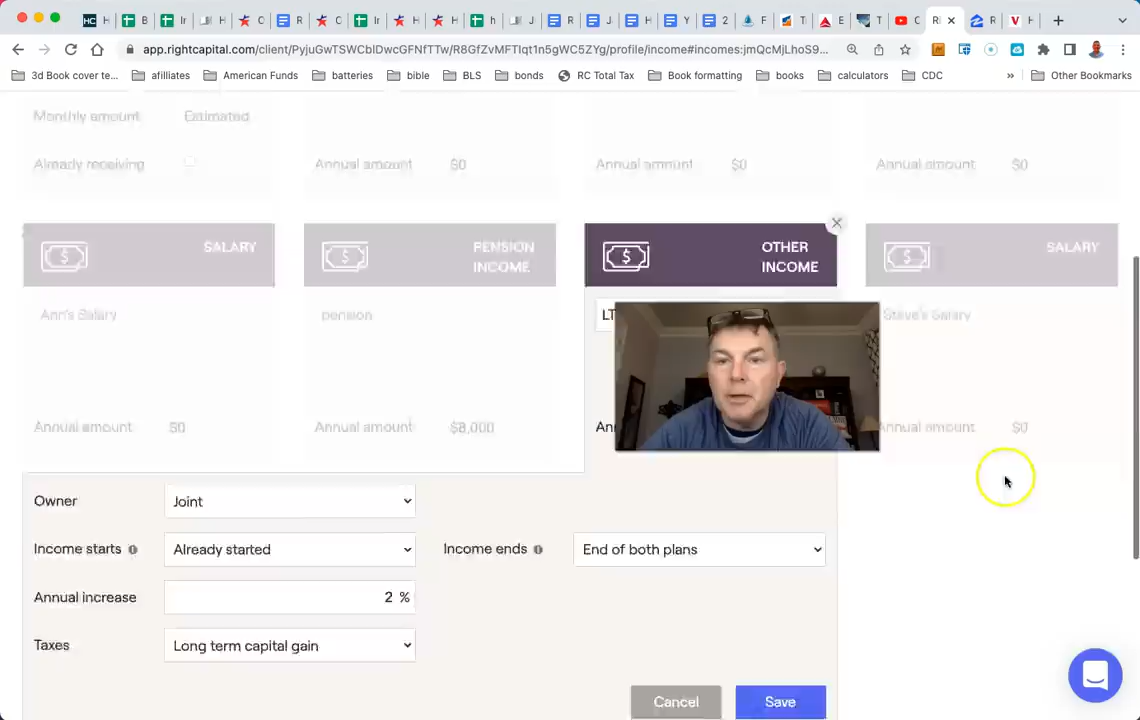 app.rightcapital.com/client/PyjuGwTSWCbIDwcGFNfTTw/R8GfZvMFTIqt1n5gWC5ZYg/profile/income#incomes:jmQcMjLhoS9...
3d Book cover te... afilliates American Funds batteries bible BLS bonds RC Total Tax Book formatting books calculators CDC » Other Bookmarks
Monthly amount Estimated
Already receiving Annual amount $0 Annual amount $0 Annual amount $0
SALARY PENSION INCOME OTHER INCOME SALARY
Ann's Salary pension LT Steve's Salary
Annual amount $0 Annual amount $8,000 Ann Annual amount $0
Owner Joint
Income starts Already started Income ends End of both plans
Annual increase 2 %
Taxes Long term capital gain
Cancel Save